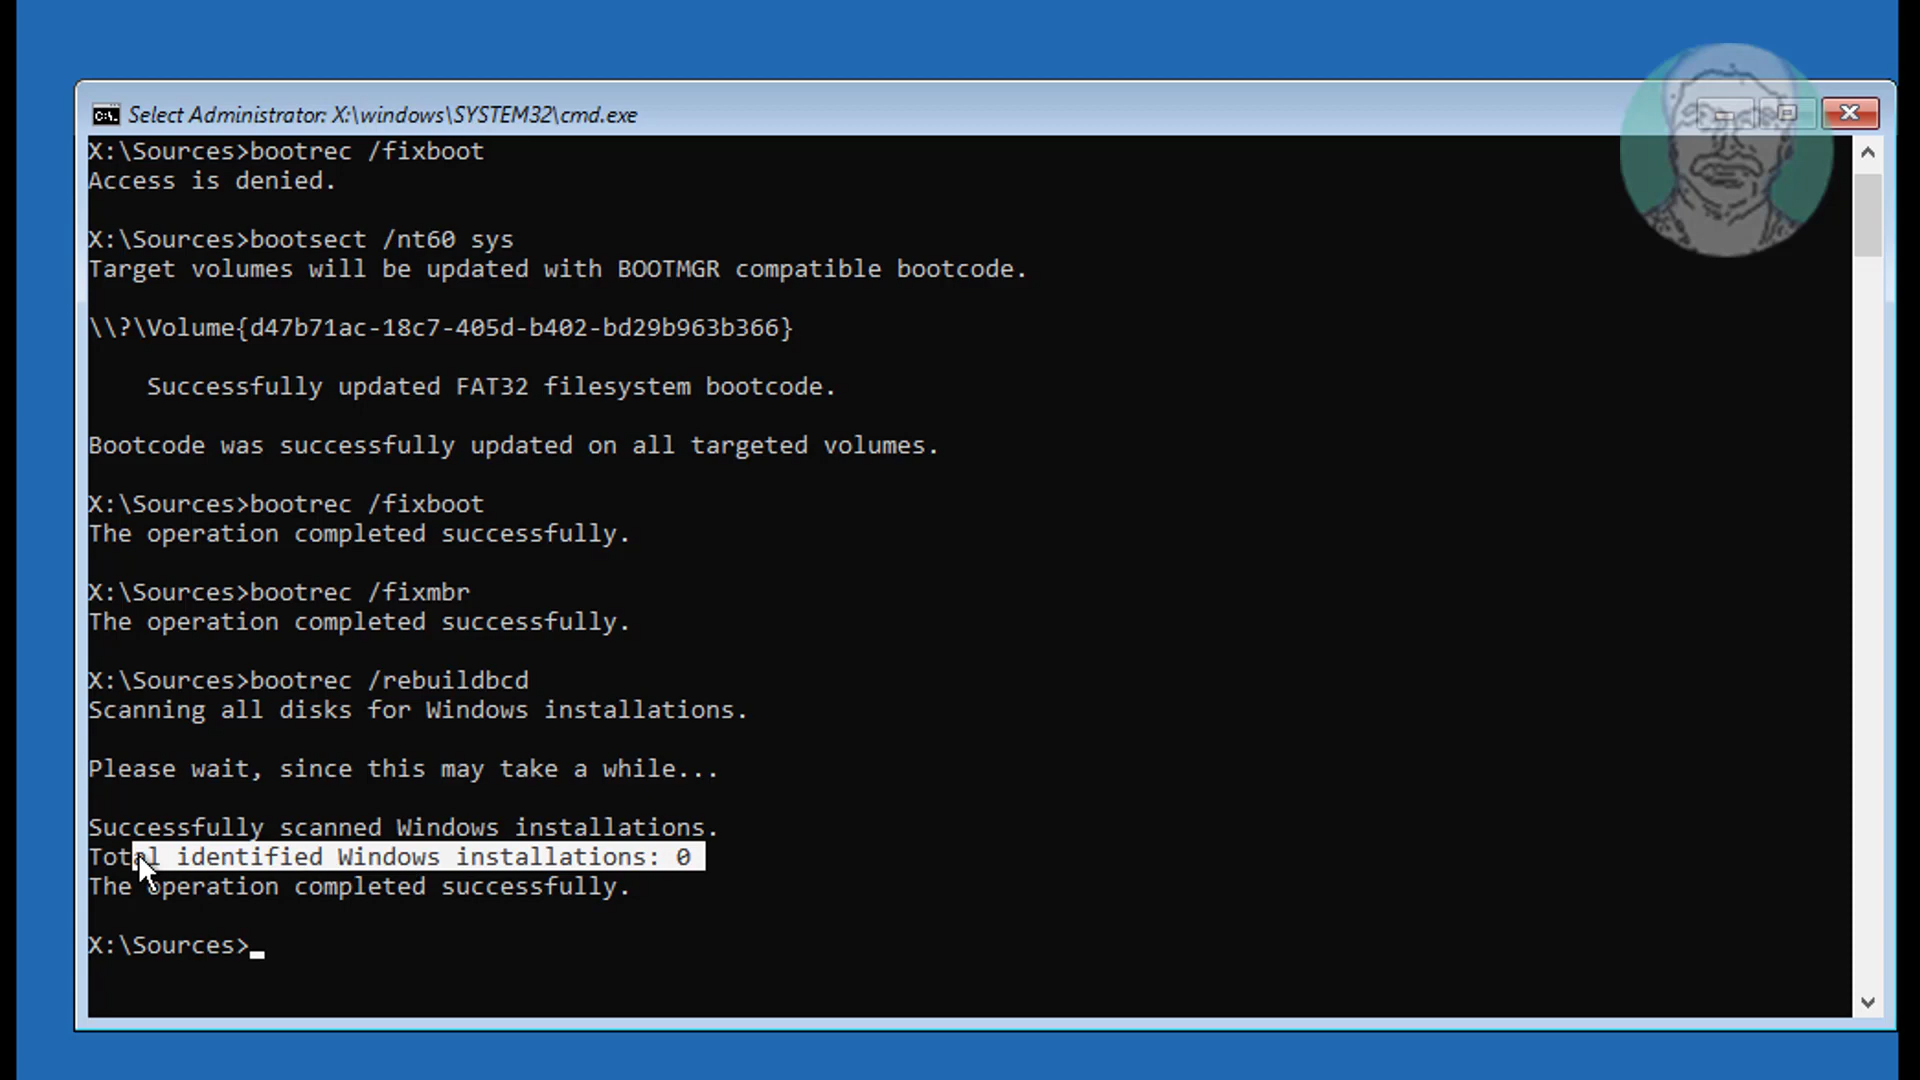 Select Administrator: X:\windows\SYSTEM32\cmd.exe
X:\Sources>bootrec /fixboot
Access is denied.
X:\Sources>bootsect /nt60 sys
Target volumes will be updated with BOOTMGR compatible bootcode.
\\?\Volume{d47b71ac-18c7-405d-b402-bd29b963b366}
Successfully updated FAT32 filesystem bootcode.
Bootcode was successfully updated on all targeted volumes.
X:\Sources>bootrec /fixboot
The operation completed successfully.
X:\Sources>bootrec /fixmbr
The operation completed successfully.
X:\Sources>bootrec /rebuildbcd
Scanning all disks for Windows installations.
Please wait, since this may take a while...
Successfully scanned Windows installations.
Total identified Windows installations: 0
The operation completed successfully.
X:\Sources>